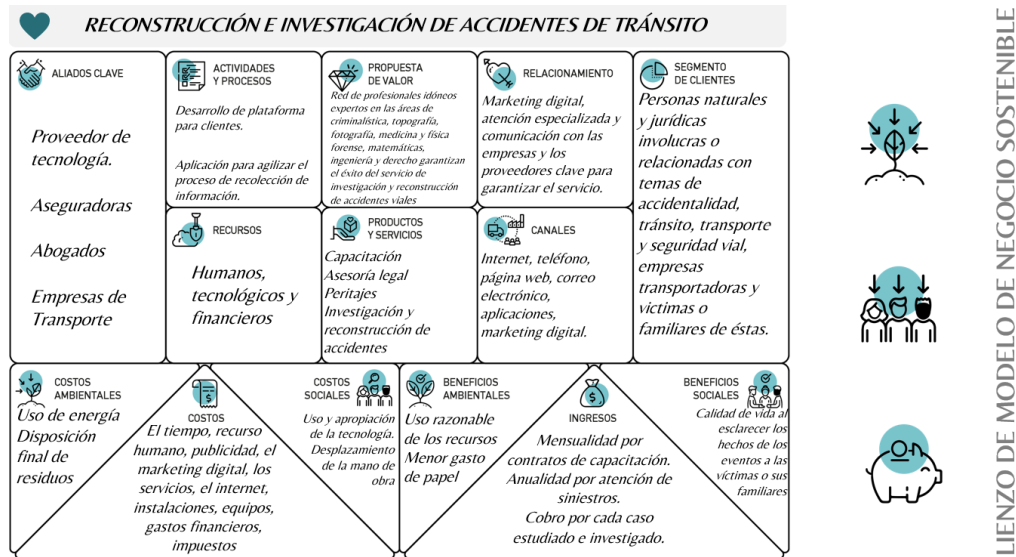 RECONSTRUCCIÓN E INVESTIGACIÓN DE ACCIDENTES DE TRÁNSITO
ALIADOS CLAVE
Proveedor de
tecnología.
Aseguradoras
Abogados
Empresas de
Transporte
ACTIVIDADES
Y PROCESOS
Desarrollo de plataforma
para clientes.
Aplicación para agilizar el
proceso de recolección de
información.
RECURSOS
Humanos,
tecnológicos y
financieros
PROPUESTA
DE VALOR
Red de profesionales idóneos
expertos en las áreas de
criminalística, topografía,
fotografía, medicina y física
forense, matemáticas,
ingeniería y derecho garantizan
el éxito del servicio de
investigación y reconstrucción
de accidentes viales
PRODUCTOS
Y SERVICIOS
Capacitación
Asesoría legal
Peritajes
Investigación y
reconstrucción de
accidentes
RELACIONAMIENTO
Marketing digital,
atención especializada y
comunicación con las
empresas y los
proveedores clave para
garantizar el servicio.
CANALES
Internet, teléfono,
página web, correo
electrónico,
aplicaciones,
marketing digital.
SEGMENTO
DE CLIENTES
Personas naturales
y jurídicas
involucras o
relacionadas con
temas de
accidentalidad,
tránsito, transporte
y seguridad vial,
empresas
transportadoras y
victimas o
familiares de éstas.
COSTOS
AMBIENTALES
Uso de energía
Disposición
final de
residuos
COSTOS
El tiempo, recurso
humano, publicidad, el
marketing digital, los
servicios, el internet,
instalaciones, equipos,
gastos financieros,
impuestos
COSTOS
SOCIALES
Uso y apropiación
de la tecnología.
Desplazamiento
de la mano de
obra
BENEFICIOS
AMBIENTALES
Uso razonable
de los recursos
Menor gasto
de papel
INGRESOS
Mensualidad por
contratos de capacitación.
Anualidad por atención de
siniestros.
Cobro por cada caso
estudiado e investigado.
BENEFICIOS
SOCIALES
Calidad de vida al
esclarecer los
hechos de los
eventos a las
víctimas o sus
familiares
LIENZO DE MODELO DE NEGOCIO SOSTENIBLE